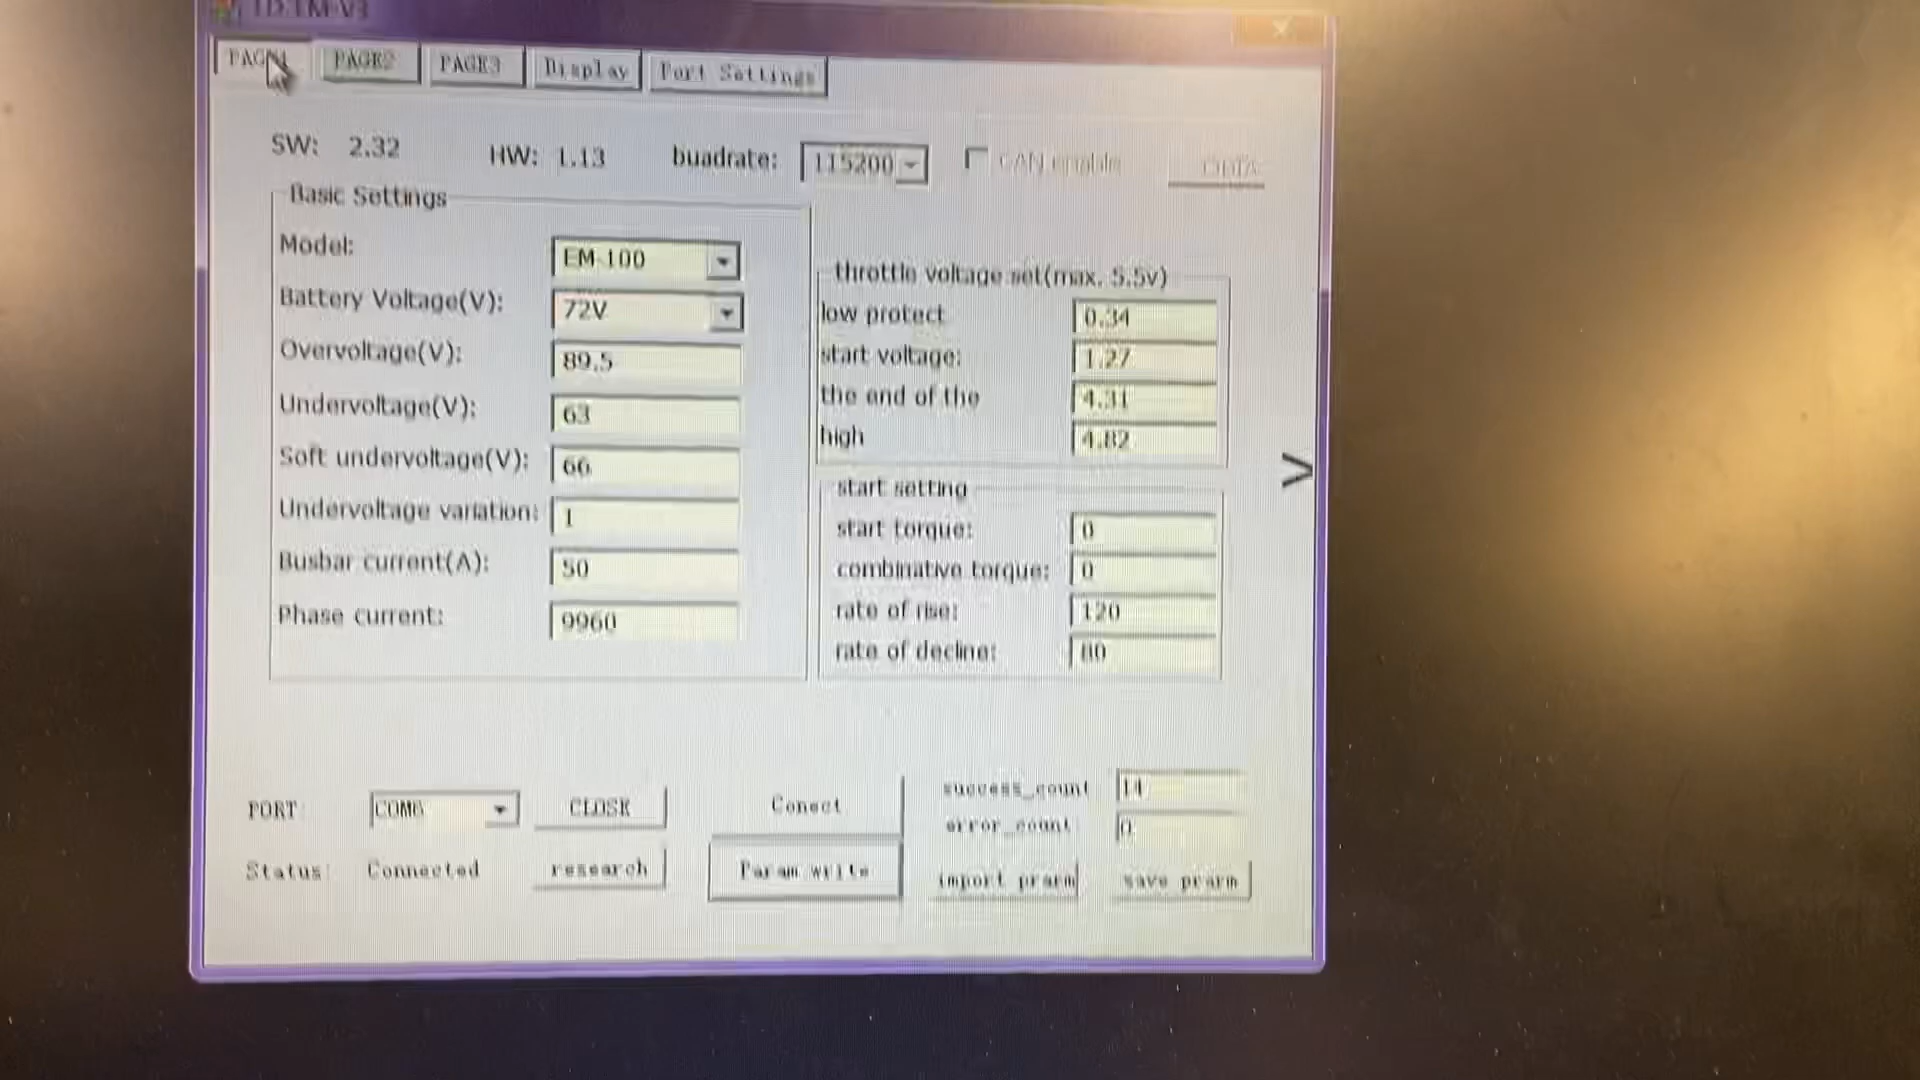 PAGE2 PAGE3 Display Port Settings
SW: 2.32 HW: 1.13 buadrate: 115200 CAN enable
Basic Settings
Model: EM-100
Battery Voltage(V): 72V
Overvoltage(V): 89.5
Undervoltage(V): 63
Soft undervoltage(V): 66
Undervoltage variation: 1
Busbar current(A): 50
Phase current: 9960
throttle voltage set(max. 5.5v)
low protect 0.34
start voltage: 1.27
the end of the 4.31
high 4.82
start setting
start torque: 0
combinative torque: 0
rate of rise: 120
rate of decline: 80
>
PORT COM6 CLOSE Conect
success_count 14
error_count 0
Status: Connected research Param write import prarm save prarm